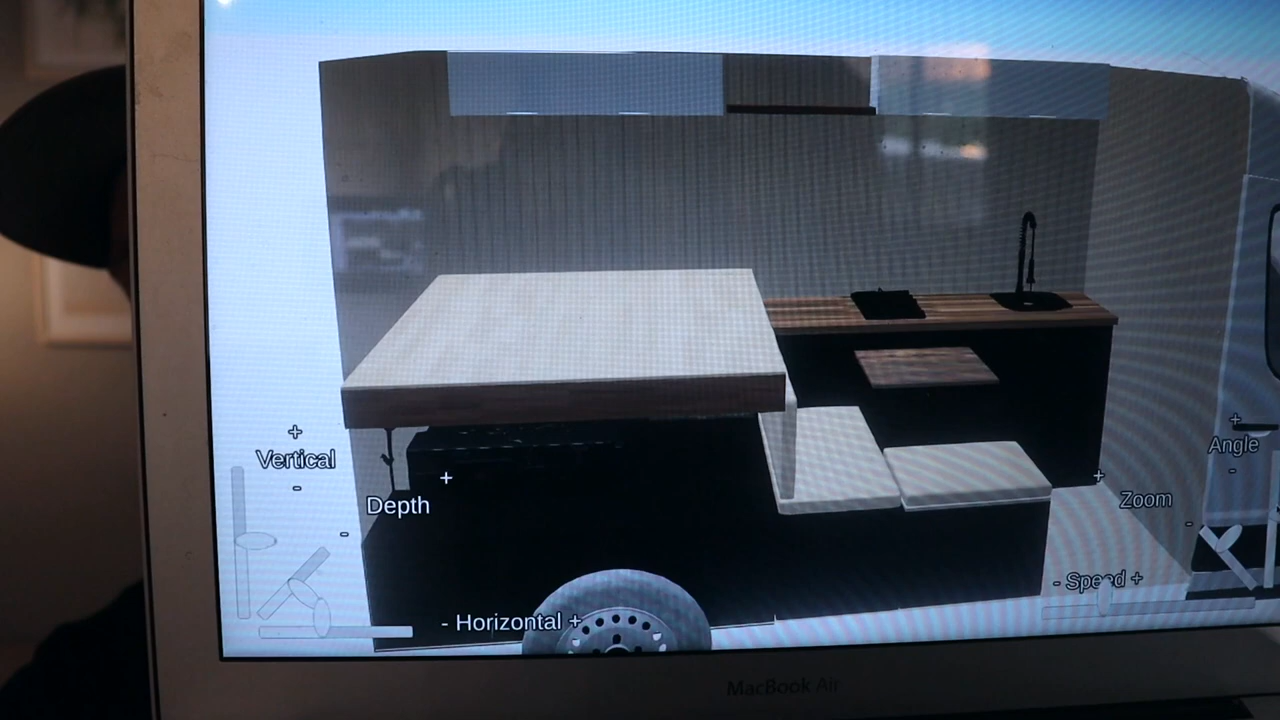 +
Vertical
-
+
Depth
-
- Horizontal +
+
Angle
-
+
Zoom
-
- Speed +
MacBook Air